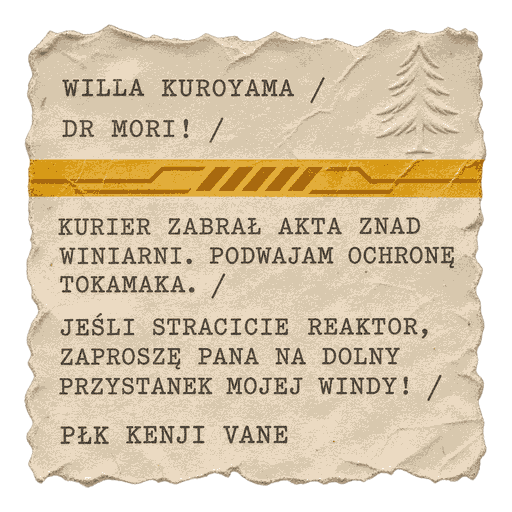 WILLA KUROYAMA /
DR MORI! /
KURIER ZABRAŁ AKTA ZNAD
WINIARNI. PODWAJAM OCHRONĘ
TOKAMAKA. /
JEŚLI STRACICIE REAKTOR,
ZAPROSZĘ PANA NA DOLNY
PRZYSTANEK MOJEJ WINDY! /
PŁK KENJI VANE